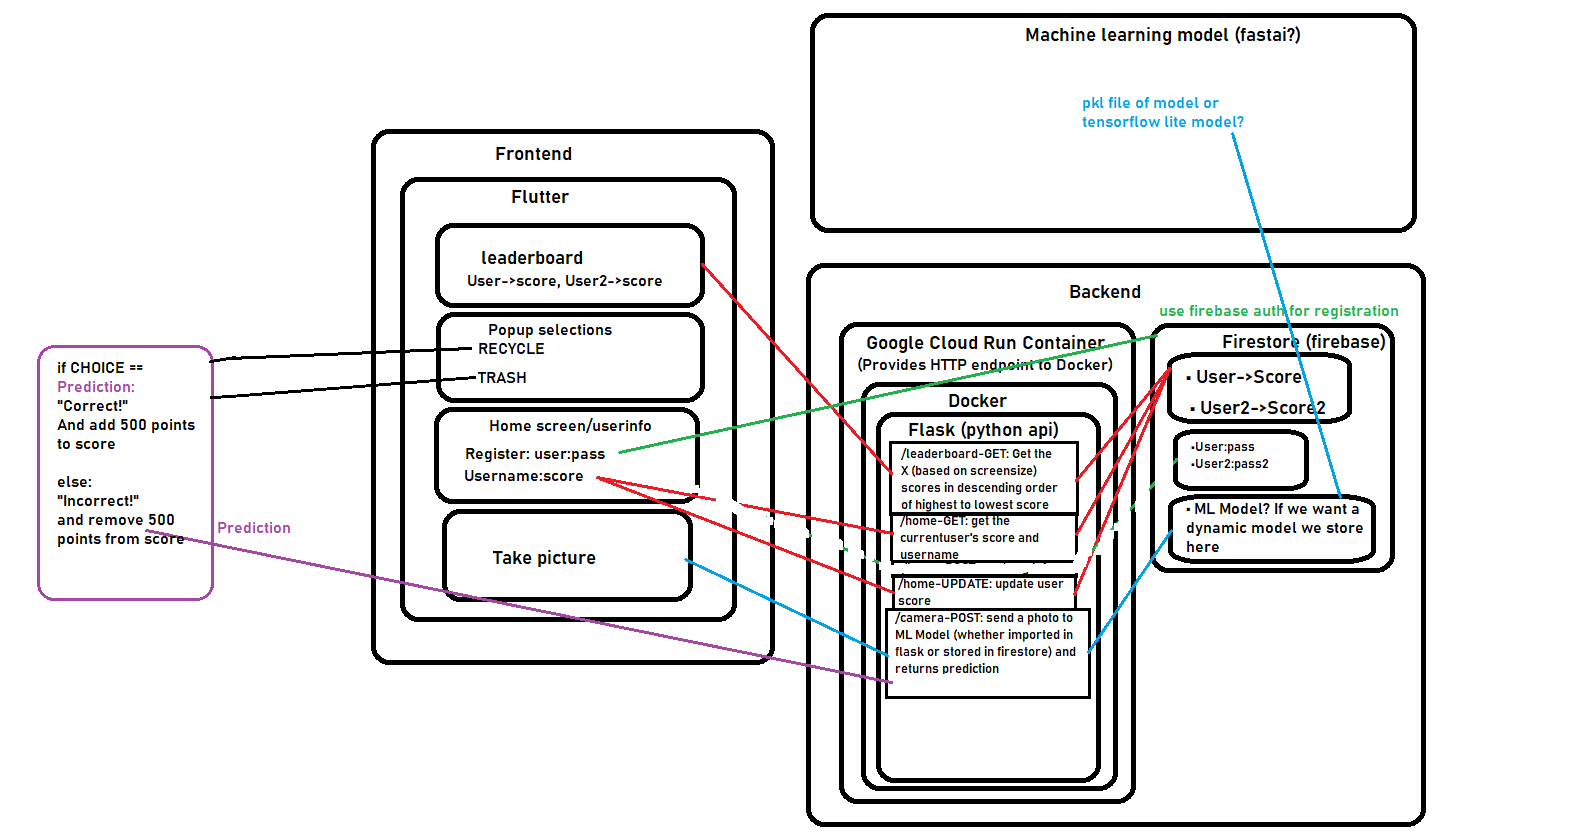 Machine learning model (fastai?)
pkl file of model or
tensorflow lite model?
Frontend
Flutter
leaderboard
User->score, User2->score
Popup selections
RECYCLE
TRASH
Home screen/userinfo
Register: user:pass
Username:score
Take picture
if CHOICE ==
Prediction:
"Correct!"
And add 500 points
to score
else:
"Incorrect!"
and remove 500
points from score
Prediction
Backend
use firebase auth for registration
Google Cloud Run Container
(Provides HTTP endpoint to Docker)
Docker
Flask (python api)
/leaderboard-GET: Get the
X (based on screensize)
scores in descending order
of highest to lowest score
/home-GET: get the
currentuser's score and
username
/home-UPDATE: update user
score
/camera-POST: send a photo to
ML Model (whether imported in
flask or stored in firestore) and
returns prediction
Firestore (firebase)
▪ User->Score
▪ User2->Score2
▪User:pass
▪User2:pass2
▪ ML Model? If we want a
dynamic model we store
here